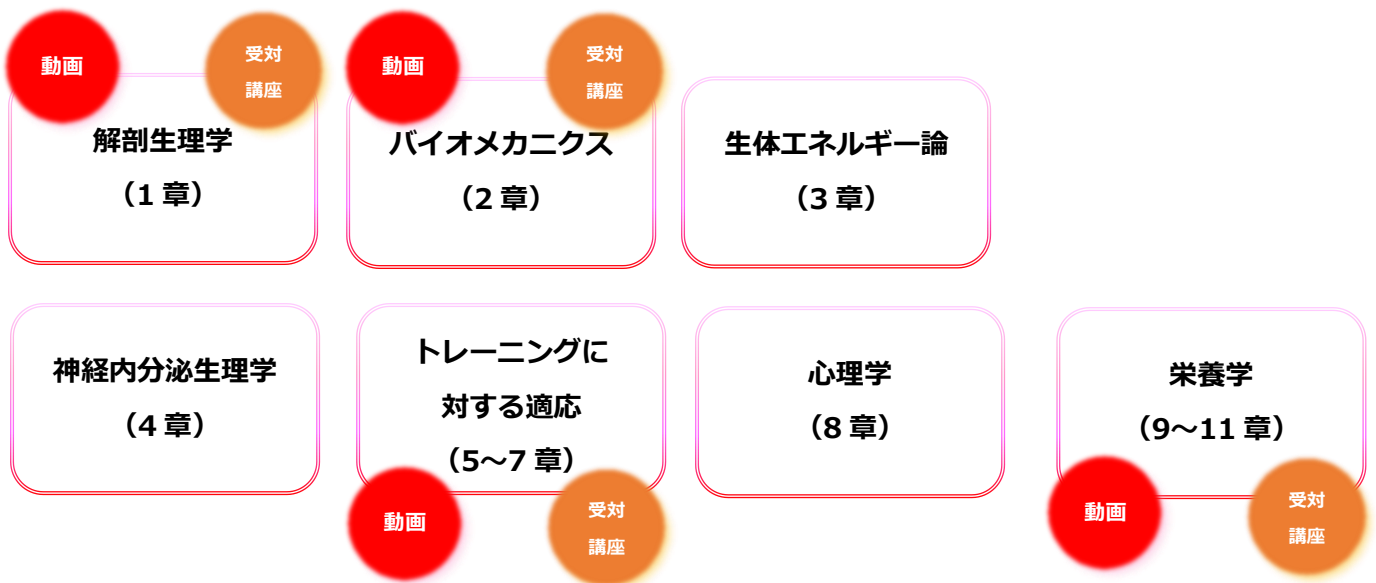 動画
受対
講座
解剖生理学
（1 章）
動画
受対
講座
バイオメカニクス
（2 章）
生体エネルギー論
（3 章）
神経内分泌生理学
（4 章）
トレーニングに
対する適応
（5～7 章）
動画
受対
講座
心理学
（8 章）
栄養学
（9～11 章）
動画
受対
講座